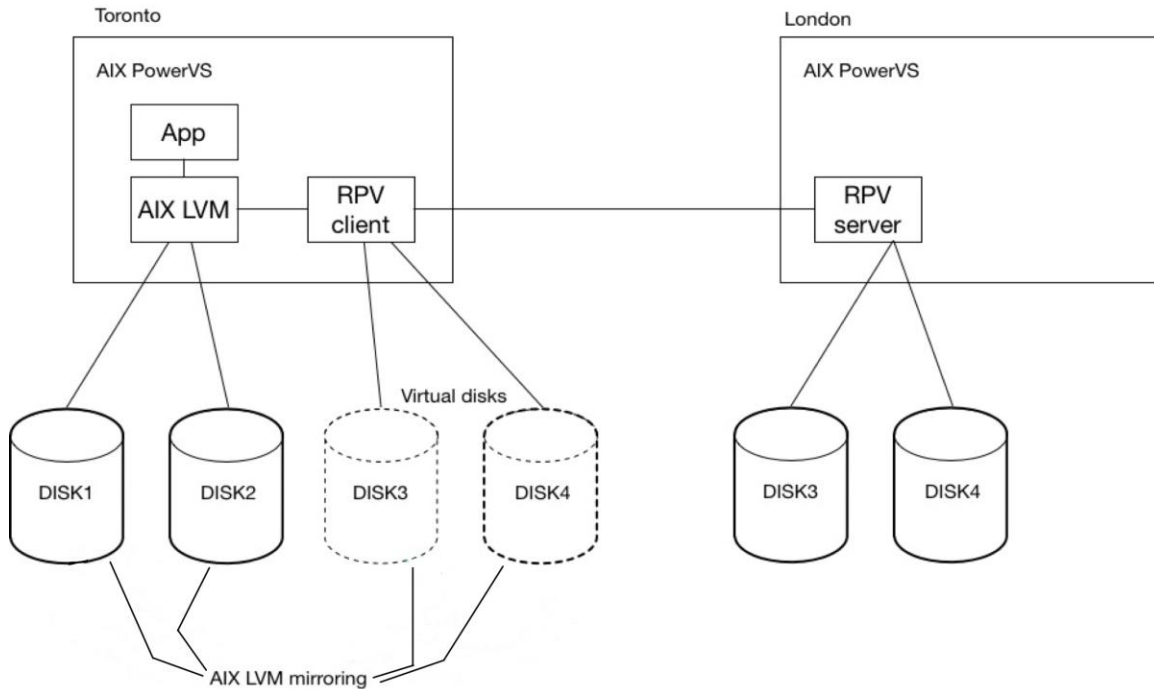 Toronto
London
AIX PowerVS
AIX PowerVS
App
AIX LVM
RPV
client
RPV
server
Virtual disks
DISK1
DISK2
DISK3
DISK4
DISK3
DISK4
AIX LVM mirroring